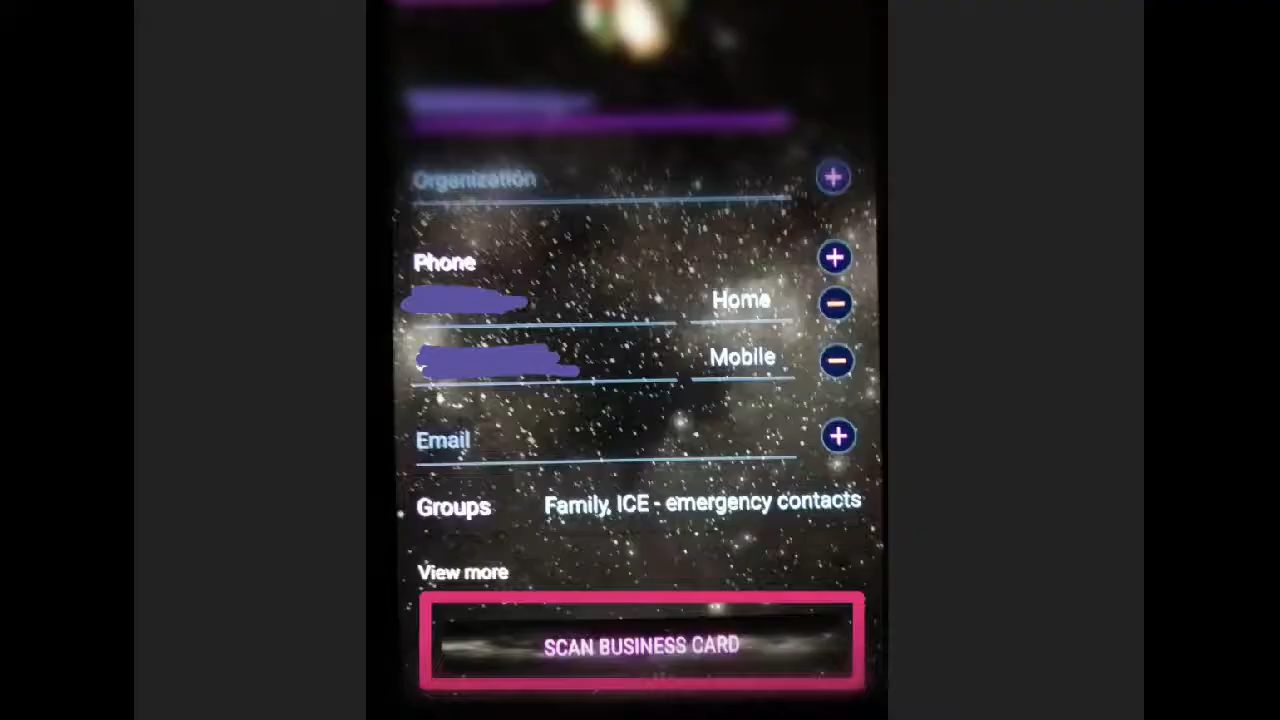 Organization
Phone
Home
Mobile
Email
Groups Family, ICE - emergency contacts
View more
SCAN BUSINESS CARD